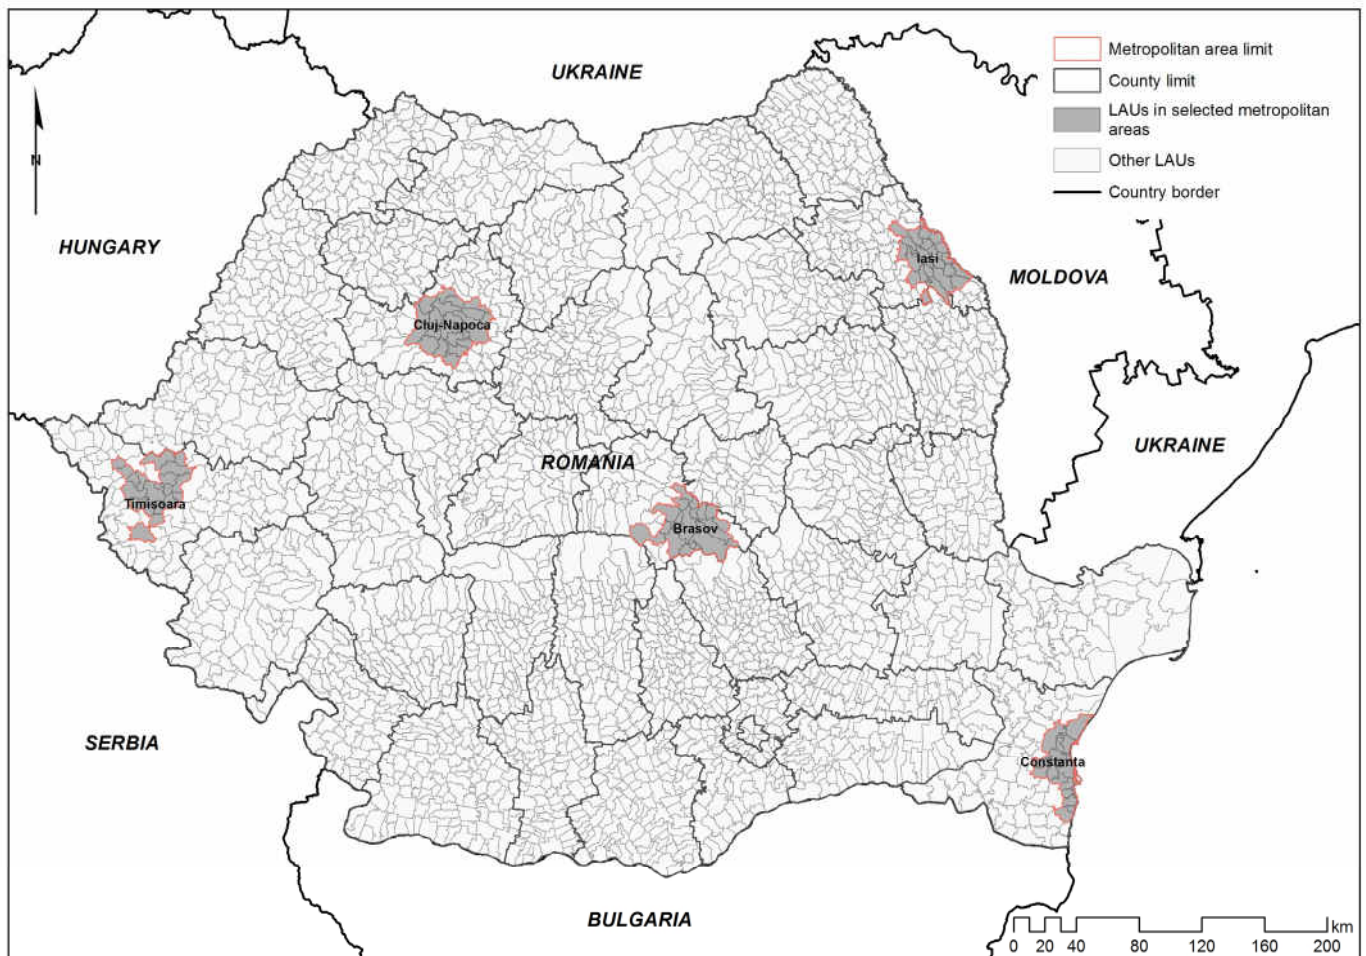 Metropolitan area limit
UKRAINE
County limit
LAUs in selected metropolitan
areas
N
Other LAUs
Country border
HUNGARY
Iasi
MOLDOVA
Cluj-Napoca
UKRAINE
ROMANIA
Timisoara
Brasov
SERBIA
Constanta
BULGARIA
km
0 20 40 80 120 160 200